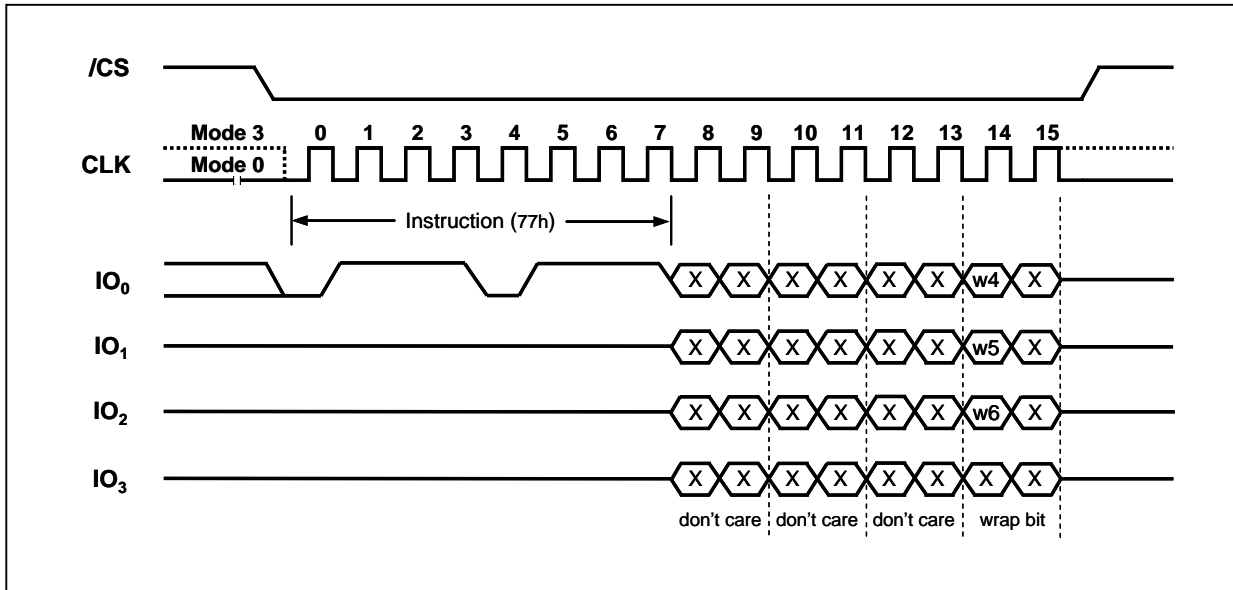 /CS
Mode 3 0 1 2 3 4 5 6 7 8 9 10 11 12 13 14 15
CLK Mode 0
Instruction (77h)
IO0 X X X X X X w4 X
IO1 X X X X X X w5 X
IO2 X X X X X X w6 X
IO3 X X X X X X X X
don't care don't care don't care wrap bit